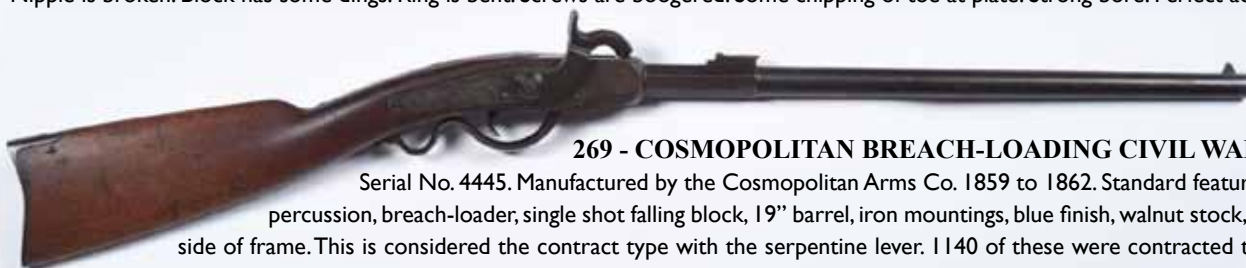 Nipple is broken. Block has some dings. Ring is bent. Screws are boogered. Some chipping of toe at plate. Strong bore. Perfect
269 - COSMOPOLITAN BREACH-LOADING CIVIL
Serial No. 4445. Manufactured by the Cosmopolitan Arms Co. 1859 to 1862. Standard
percussion, breach-loader, single shot falling block, 19” barrel, iron mountings, blue finish, walnut stock,
side of frame. This is considered the contract type with the serpentine lever. 1140 of these were contracted